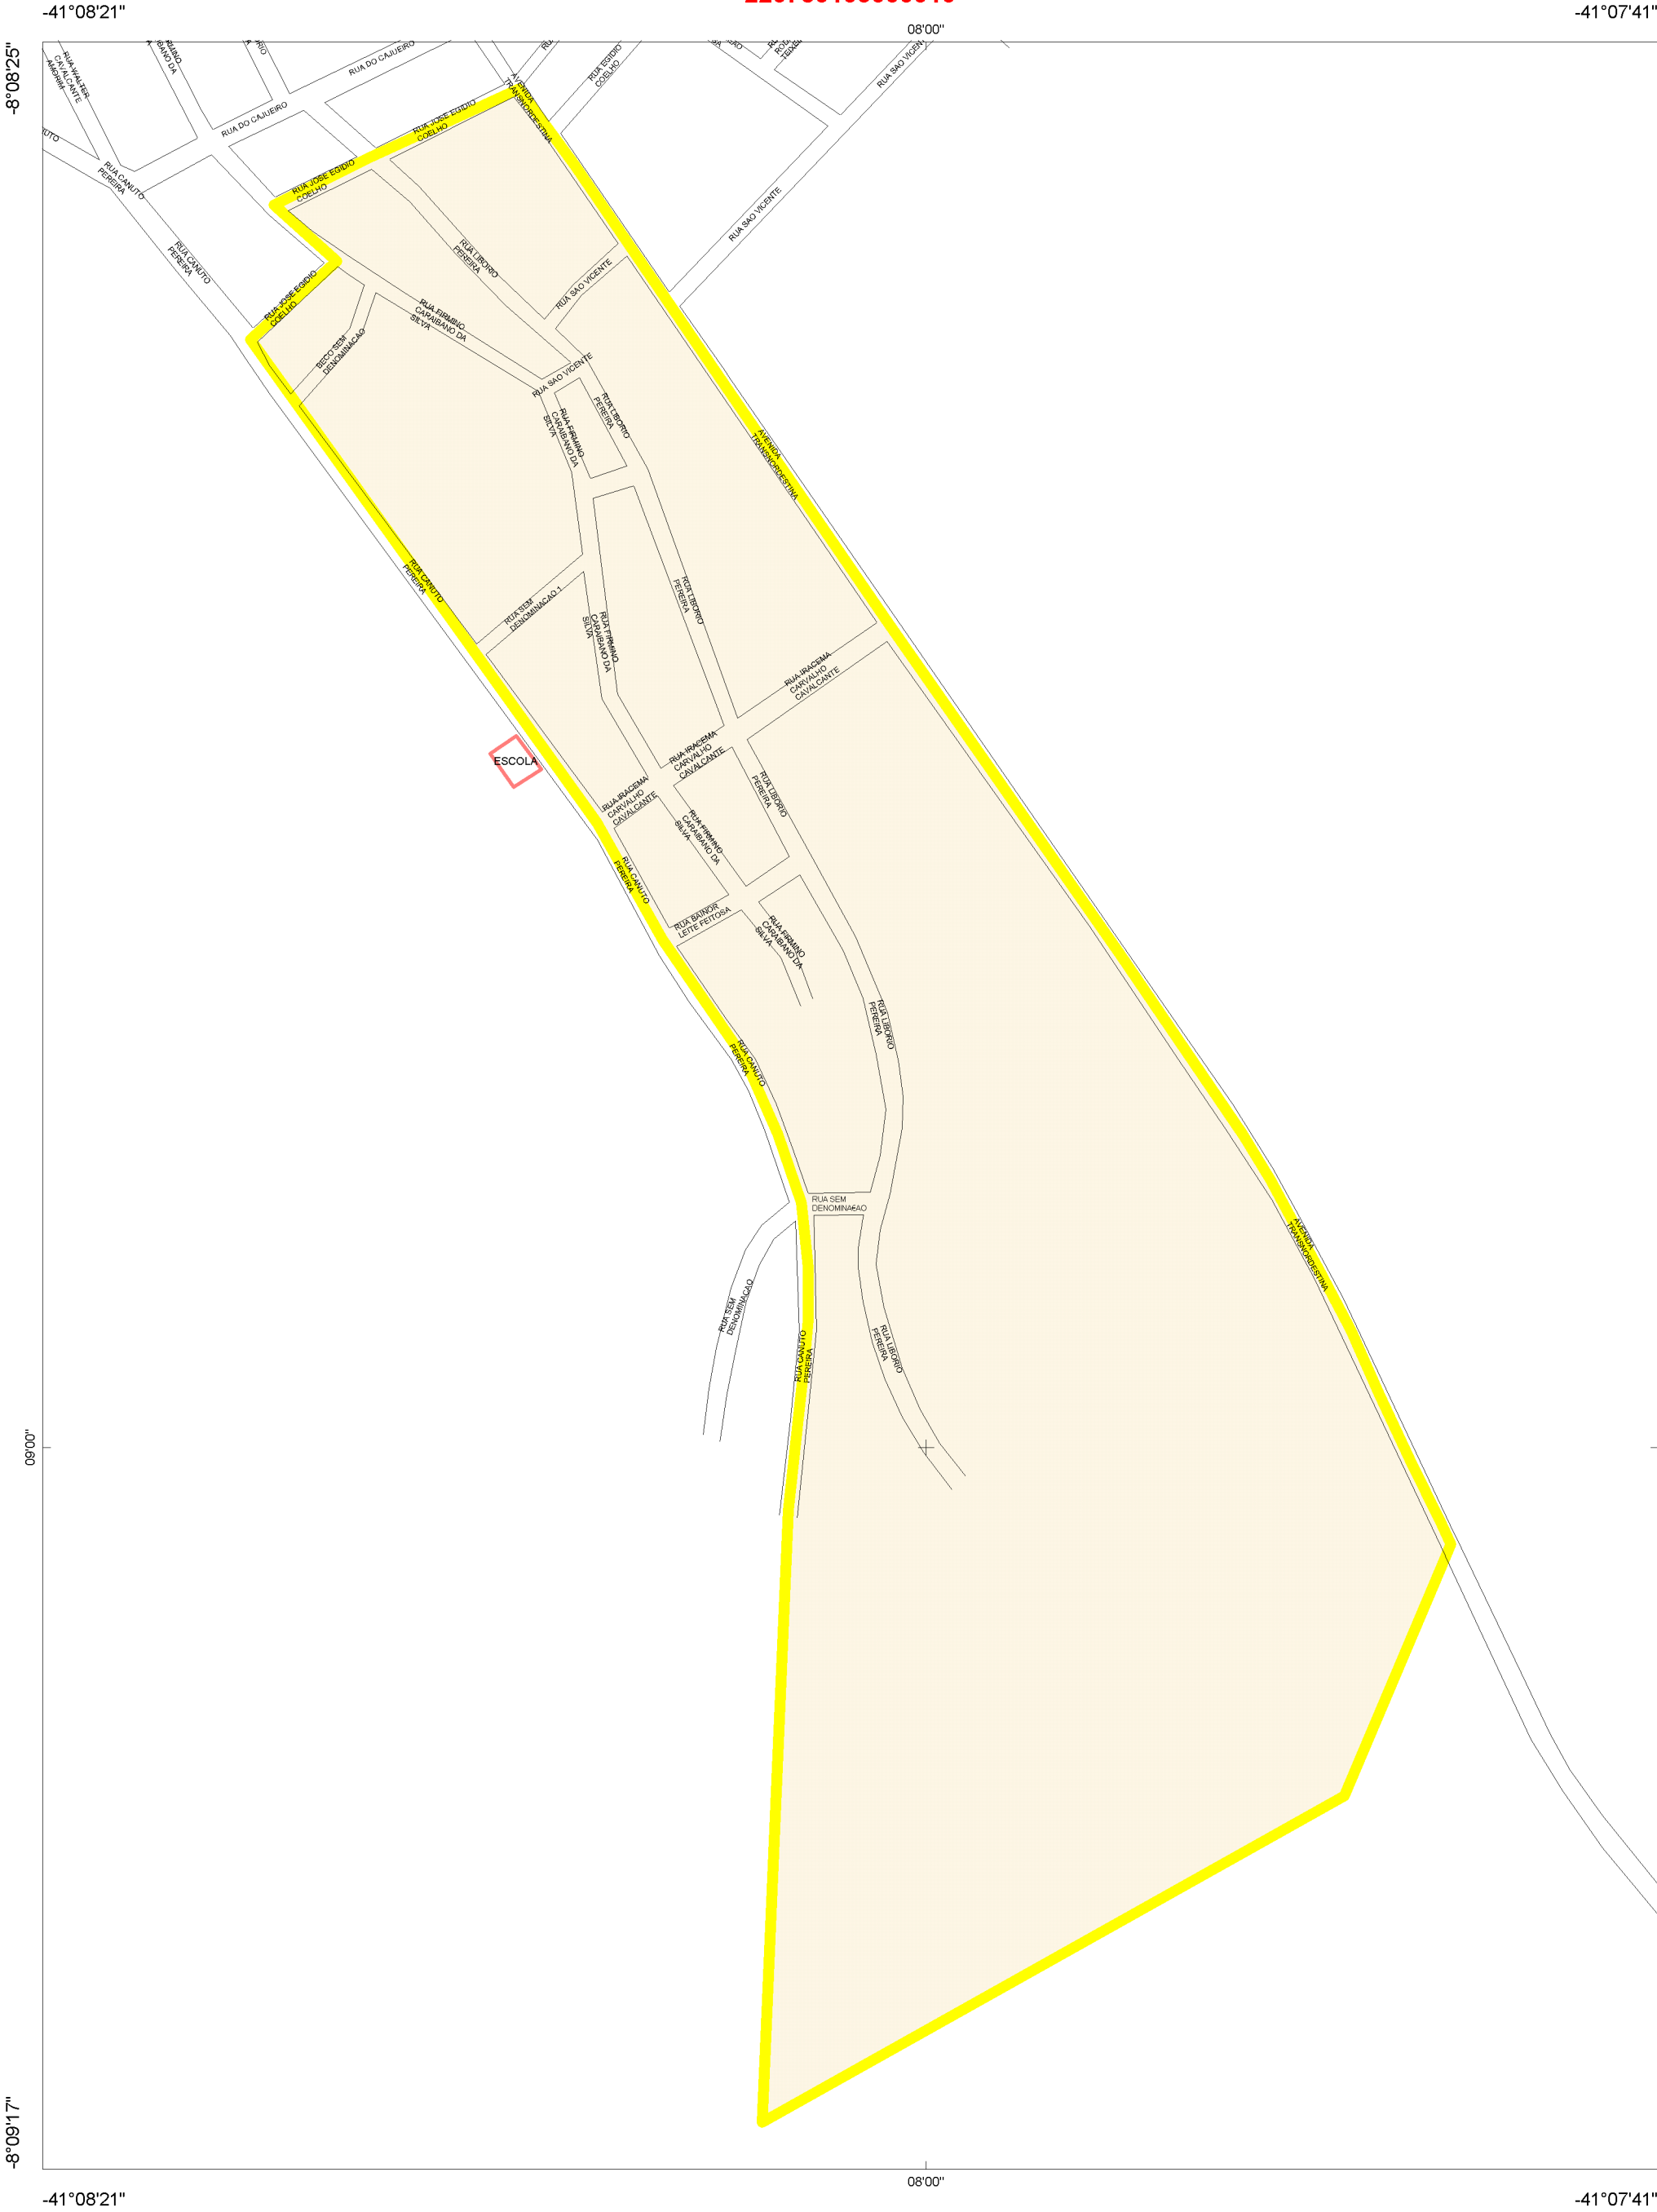 -41°08'21"
-41°07'41"
08'00"
-8°08'25"
RUA WALTER
CAVALCANTE
AMORIM
BANO DA
RUA DO CAJUEIRO
RUA EGIDIO
COELHO
RUA SAO VICENTE
AVENIDA
TRANSNORDESTINA
RUA DO CAJUEIRO
RUA JOSE EGIDIO
COELHO
RUA CANUTO
PEREIRA
RUA JOSE EGIDIO
COELHO
RUA SAO VICENTE
RUA CANUTO
PEREIRA
RUA LIBORIO
PEREIRA
RUA SAO VICENTE
RUA JOSE EGIDIO
COELHO
RUA FIRMINO
CARAIBANO DA
SILVA
BECO SEM
DENOMINACAO
RUA SAO VICENTE
RUA LIBORIO
PEREIRA
RUA FIRMINO
CARAIBANO DA
SILVA
AVENIDA
TRANSNORDESTINA
RUA CANUTO
PEREIRA
RUA SEM
DENOMINACAO 1
RUA LIBORIO
PEREIRA
RUA FIRMINO
CARAIBANO DA
SILVA
RUA IRACEMA
CARVALHO
CAVALCANTE
RUA IRACEMA
CARVALHO
CAVALCANTE
ESCOLA
RUA IRACEMA
CARVALHO
CAVALCANTE
RUA LIBORIO
PEREIRA
RUA FIRMINO
CARAIBANO DA
SILVA
RUA CANUTO
PEREIRA
RUA BAINOR
LEITE FEITOSA
RUA FIRMINO
CARAIBANO DA
SILVA
RUA LIBORIO
PEREIRA
RUA CANUTO
PEREIRA
RUA SEM
DENOMINACAO
AVENIDA
TRANSNORDESTINA
RUA SEM
DENOMINACAO
RUA CANUTO
PEREIRA
RUA LIBORIO
PEREIRA
09'00"
-8°09'17"
08'00"
-41°08'21"
-41°07'41"